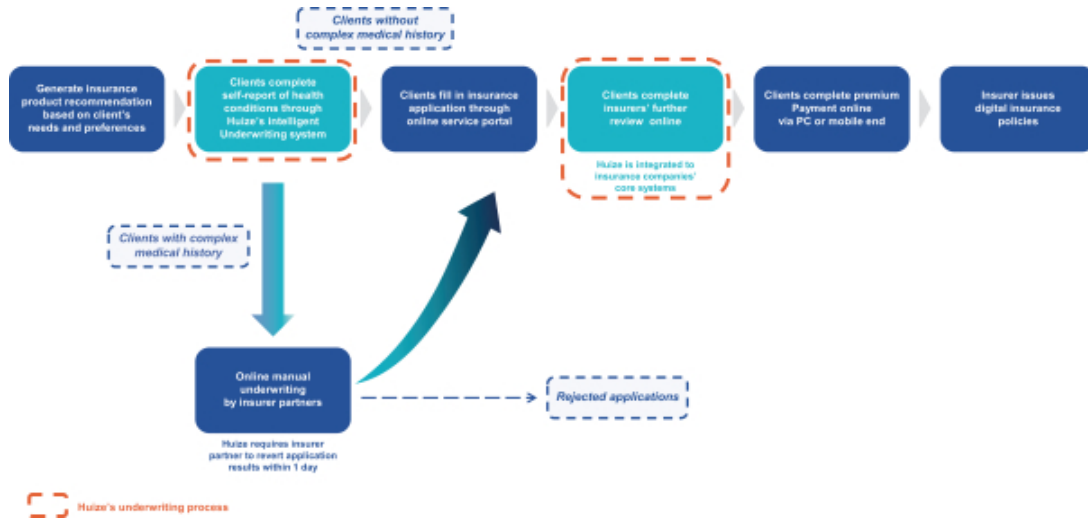 Clients without
complex medical history
Generate insurance
product recommendation
based on client's
needs and preferences
Clients complete
self-report of health
conditions through
Huize's Intelligent
Underwriting system
Clients fill in insurance
application through
online service portal
Clients complete
insurers' further
review online
Huize is integrated to
insurance companies'
core systems
Clients complete premium
Payment online
via PC or mobile end
Insurer issues
digital insurance
policies
Clients with complex
medical history
Online manual
underwriting
by insurer partners
Huize requires insurer
partner to revert application
results within 1 day
Rejected applications
Huize's underwriting process